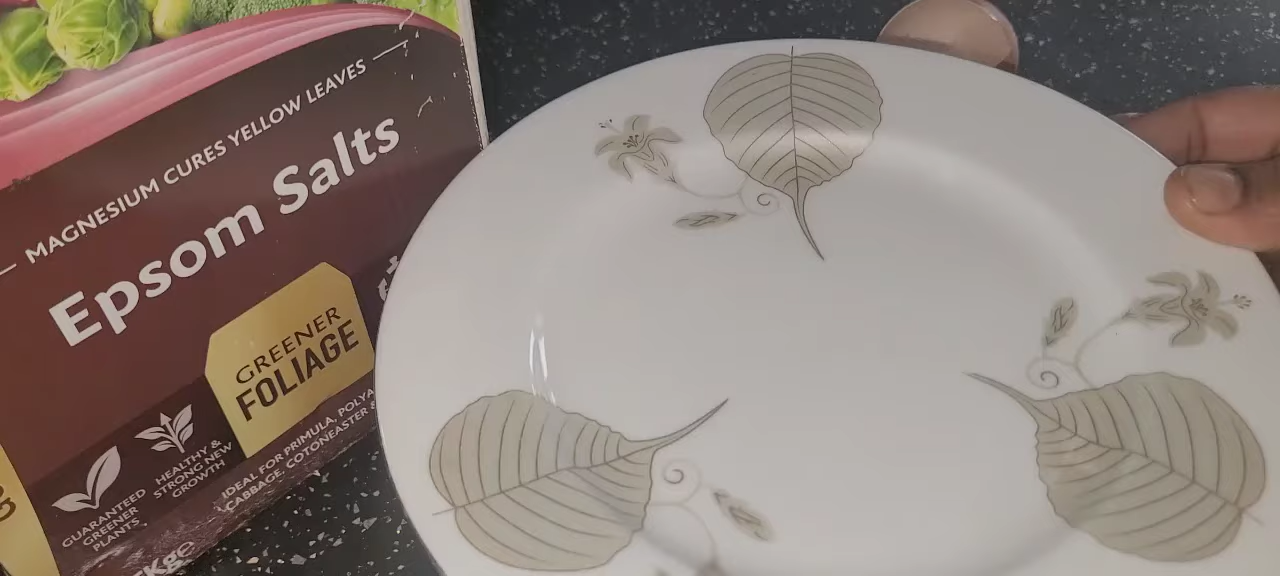 MAGNESIUM CURES YELLOW LEAVES
Epsom Salts
GREENER
FOLIAGE
HEALTHY &
STRONG NEW
GROWTH
GUARANTEED
GREENER
PLANTS
IDEAL FOR PRIMULA,
CABBAGE, COTONEASTER &